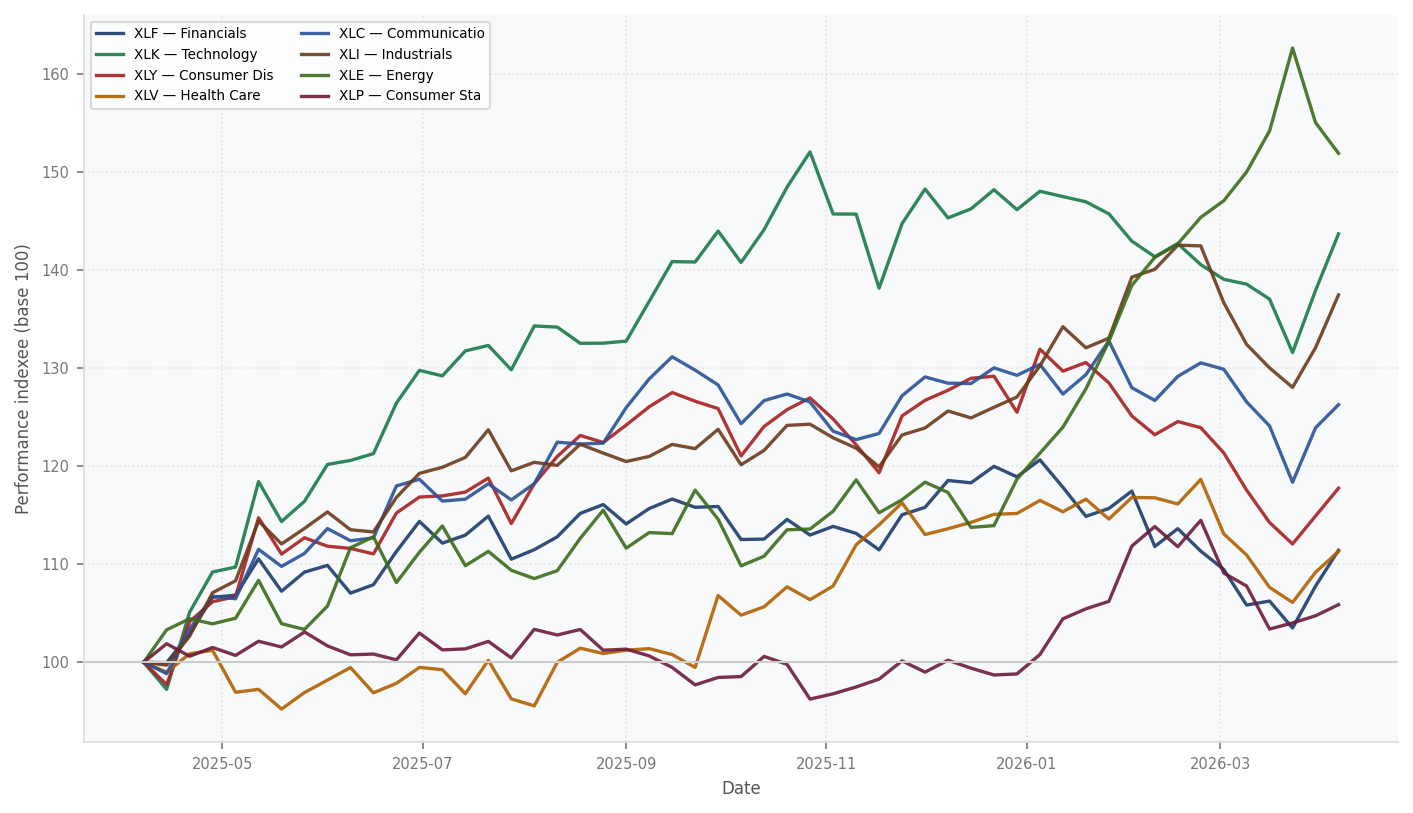 XLF — Financials
XLK — Technology
XLY — Consumer Dis
XLV — Health Care
XLC — Communicatio
XLI — Industrials
XLE — Energy
XLP — Consumer Sta
Performance indexee (base 100)
160
150
140
130
120
110
100
2025-05
2025-07
2025-09
2025-11
2026-01
2026-03
Date